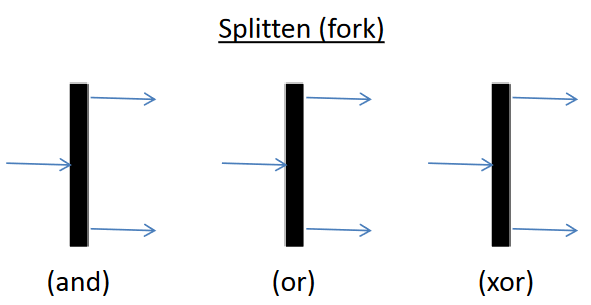 Splitten (fork)
(and) (or) (xor)